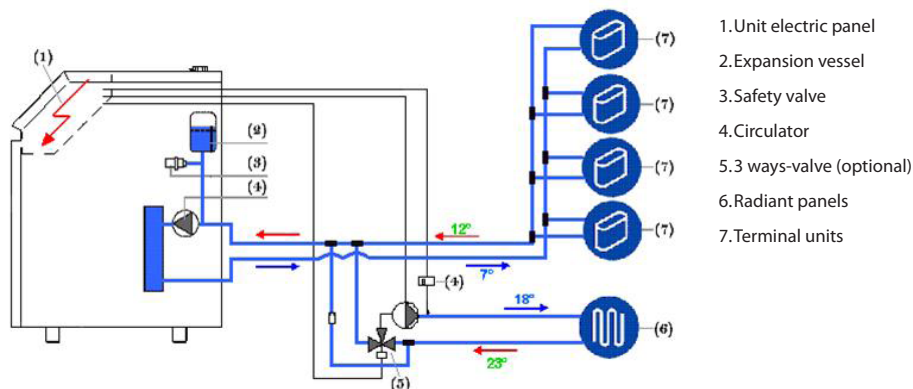 (1)
(2)
(3)
(4)
12°
7°
(4)
18°
23°
(5)
(6)
(7)
(7)
(7)
(7)
1.Unit electric panel
2.Expansion vessel
3.Safety valve
4.Circulator
5.3 ways-valve (optional)
6.Radiant panels
7.Terminal units